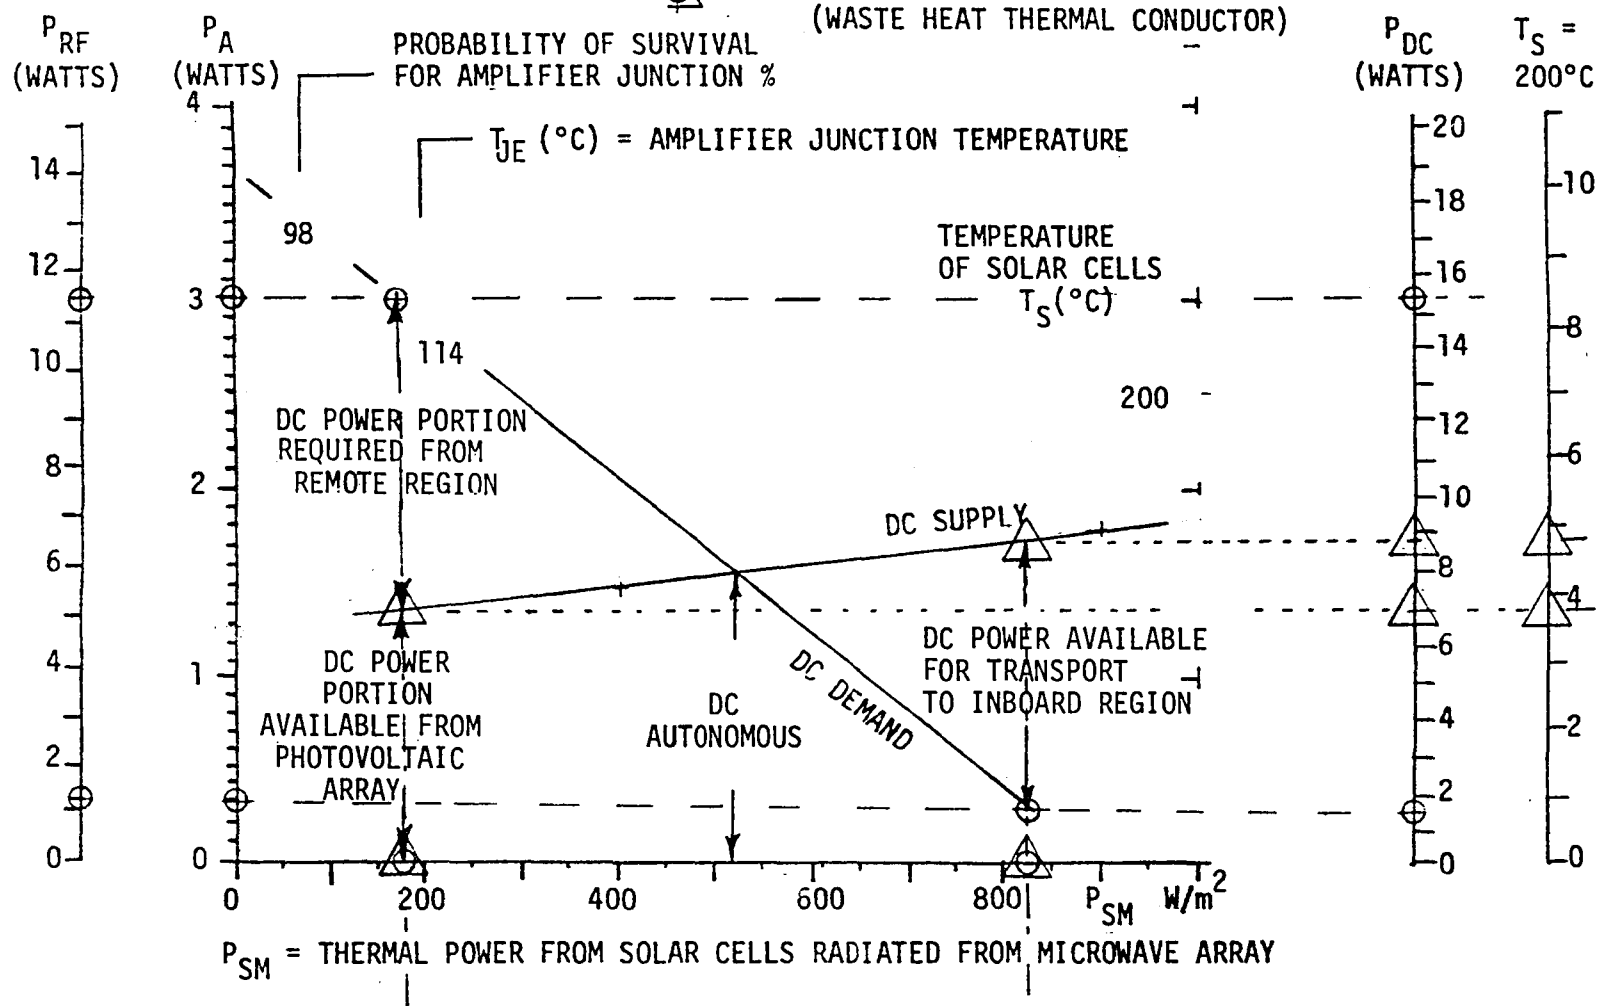 (WASTE HEAT THERMAL CONDUCTOR)
P_RF
(WATTS)
P_A
(WATTS)
PROBABILITY OF SURVIVAL
FOR AMPLIFIER JUNCTION %
P_DC
(WATTS)
T_S =
200°C
T_JE (°C) = AMPLIFIER JUNCTION TEMPERATURE
14
12
10
8
6
4
2
0
4
3
2
1
0
98
114
TEMPERATURE
OF SOLAR CELLS
T_S(°C)
200
DC POWER PORTION
REQUIRED FROM
REMOTE REGION
DC SUPPLY
DC POWER
PORTION
AVAILABLE FROM
PHOTOVOLTAIC
ARRAY
DC
AUTONOMOUS
DC DEMAND
DC POWER AVAILABLE
FOR TRANSPORT
TO INBOARD REGION
20
18
16
14
12
10
8
6
4
2
0
10
8
6
4
2
0
0 200 400 600 800 P_SM W/m²
P_SM = THERMAL POWER FROM SOLAR CELLS RADIATED FROM MICROWAVE ARRAY